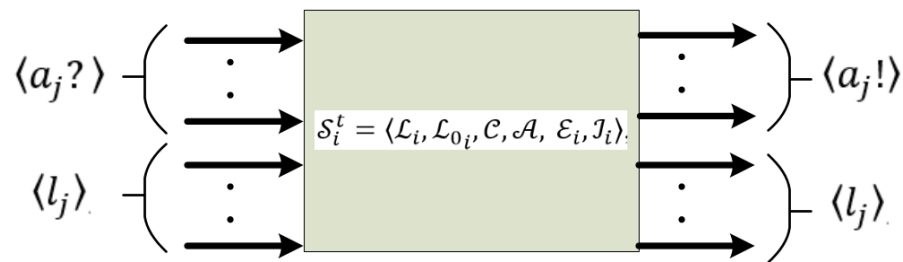 ⟨a_j?⟩
⟨a_j!⟩
𝒮_i^t = ⟨ℒ_i, ℒ_{0_i}, 𝒞, 𝒜, ℰ_i, ℐ_i⟩.
⟨l_j⟩.
⟨l_j⟩.